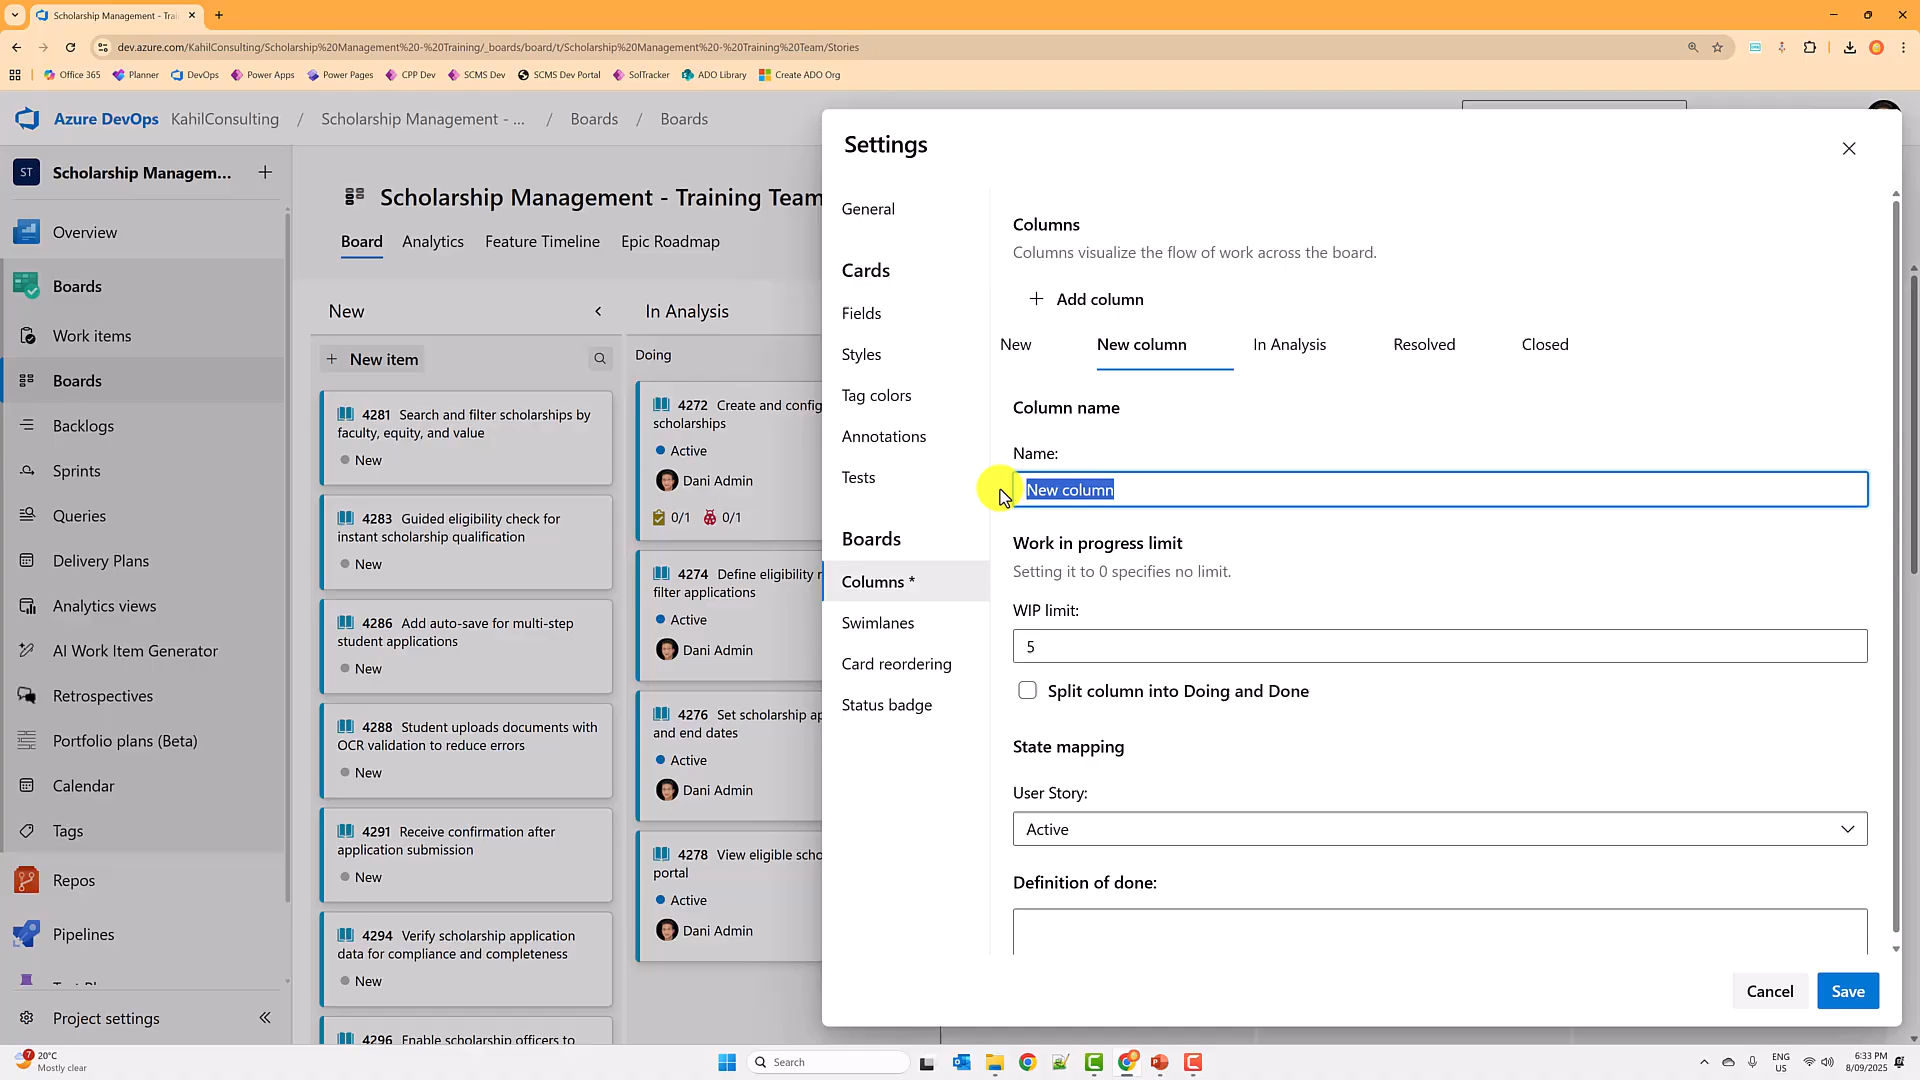 Scholarship Management - Trai
dev.azure.com/KahilConsulting/Scholarship%20Management%20-%20Training/_boards/board/t/Scholarship%20Management%20-%20Training%20Team/Stories
Office 365
Planner
DevOps
Power Apps
Power Pages
CPP Dev
SCMS Dev
SCMS Dev Portal
SolTracker
ADO Library
Create ADO Org
Azure DevOps
KahilConsulting / Scholarship Management - ... / Boards / Boards
ST
Scholarship Managem...
Overview
Boards
Work items
Boards
Backlogs
Sprints
Queries
Delivery Plans
Analytics views
AI Work Item Generator
Retrospectives
Portfolio plans (Beta)
Calendar
Tags
Repos
Pipelines
Project settings
Scholarship Management - Training Team
Board
Analytics
Feature Timeline
Epic Roadmap
New
New item
4281 Search and filter scholarships by
faculty, equity, and value
New
4283 Guided eligibility check for
instant scholarship qualification
New
4286 Add auto-save for multi-step
student applications
New
4288 Student uploads documents with
OCR validation to reduce errors
New
4291 Receive confirmation after
application submission
New
4294 Verify scholarship application
data for compliance and completeness
New
4296 Enable scholarship officers to
In Analysis
Doing
4272 Create and config
scholarships
Active
Dani Admin
0/1 0/1
4274 Define eligibility r
filter applications
Active
Dani Admin
4276 Set scholarship ap
and end dates
Active
Dani Admin
4278 View eligible scho
portal
Active
Dani Admin
Settings
General
Cards
Fields
Styles
Tag colors
Annotations
Tests
Boards
Columns *
Swimlanes
Card reordering
Status badge
Columns
Columns visualize the flow of work across the board.
Add column
New
New column
In Analysis
Resolved
Closed
Column name
Name:
New column
Work in progress limit
Setting it to 0 specifies no limit.
WIP limit:
5
Split column into Doing and Done
State mapping
User Story:
Active
Definition of done:
Cancel
Save
7
20°C
Mostly clear
Search
ENG
US
6:33 PM
8/09/2025